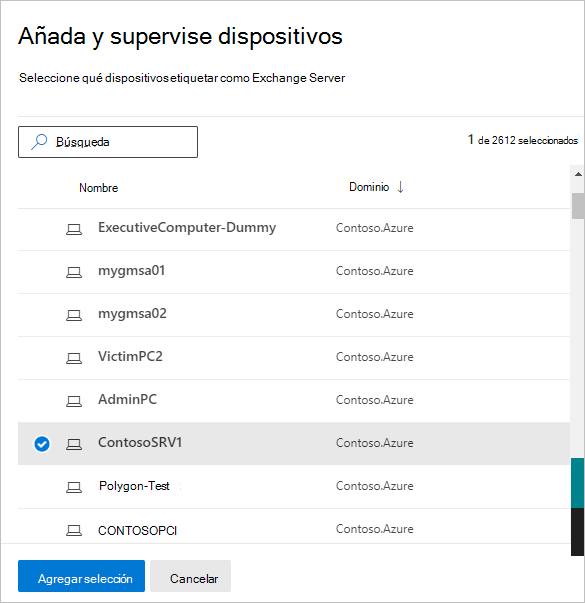 Añada y supervise dispositivos
Seleccione qué dispositivos etiquetar como Exchange Server
Búsqueda
1 de 2612 seleccionados
Nombre Dominio
ExecutiveComputer-Dummy Contoso.Azure
mygmsa01 Contoso.Azure
mygmsa02 Contoso.Azure
VictimPC2 Contoso.Azure
AdminPC Contoso.Azure
ContosoSRV1 Contoso.Azure
Polygon-Test Contoso.Azure
CONTOSOPCI Contoso.Azure
Agregar selección Cancelar